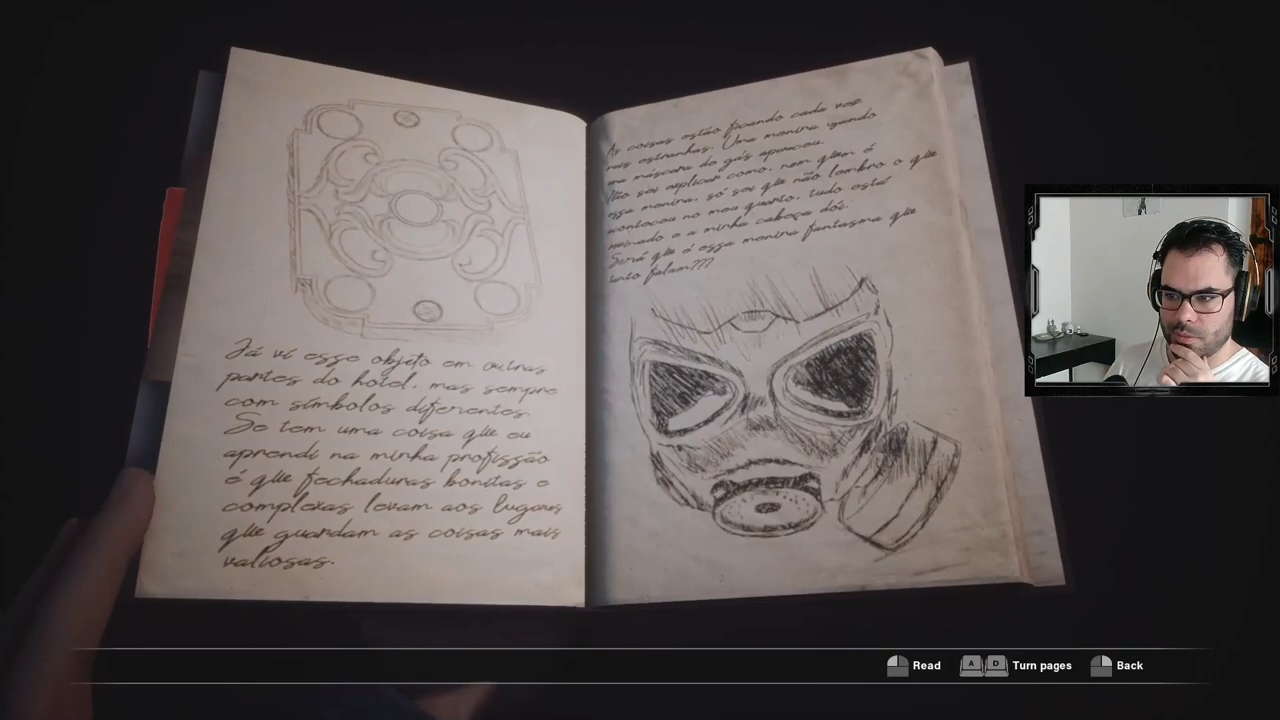 Já vi esse objeto em outras
partes do hotel, mas sempre
com símbolos diferentes.
Se tem uma coisa que eu
aprendi na minha profissão
é que fechaduras bonitas e
complexas levam aos lugares
que guardam as coisas mais
valiosas.
As coisas estão ficando cada vez
mais estranhas. Uma menina usando
uma máscara de gás apareceu.
Não sei explicar como, nem quem é
essa menina, só sei que não lembro o que
aconteceu no meu quarto, tudo está
revirado e a minha cabeça dói.
Será que é essa menina fantasma que
tanto falam???
Read
A
D
Turn pages
Back